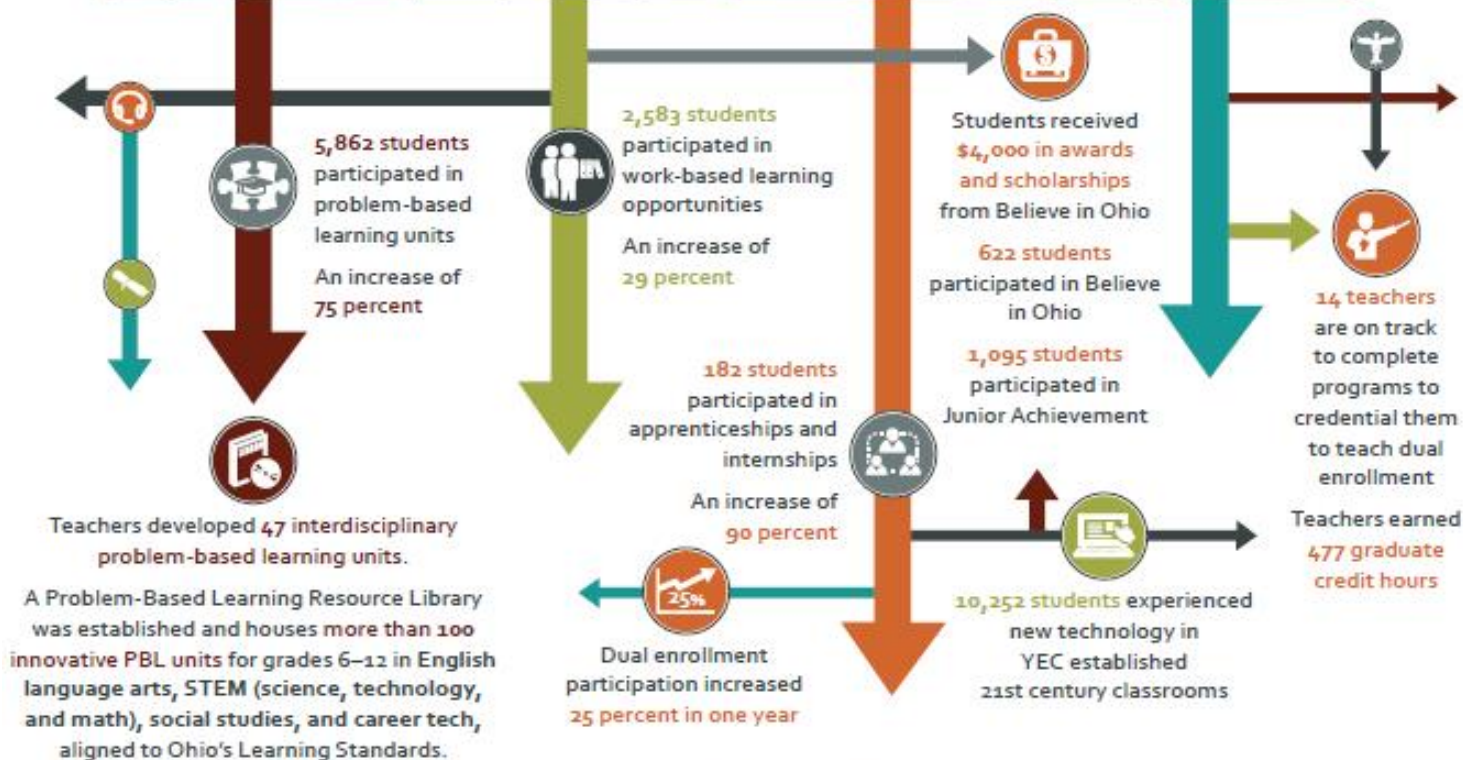 5,862 students
participated in
problem-based
learning units
An increase of
75 percent
Teachers developed 47 interdisciplinary
problem-based learning units.
A Problem-Based Learning Resource Library
was established and houses more than 100
innovative PBL units for grades 6–12 in English
language arts, STEM (science, technology,
and math), social studies, and career tech,
aligned to Ohio's Learning Standards.
2,583 students
participated in
work-based learning
opportunities
An increase of
29 percent
182 students
participated in
apprenticeships and
internships
An increase of
90 percent
25%
Dual enrollment
participation increased
25 percent in one year
$
Students received
$4,000 in awards
and scholarships
from Believe in Ohio
622 students
participated in Believe
in Ohio
1,095 students
participated in
Junior Achievement
10,252 students experienced
new technology in
YEC established
21st century classrooms
14 teachers
are on track
to complete
programs to
credential them
to teach dual
enrollment
Teachers earned
477 graduate
credit hours